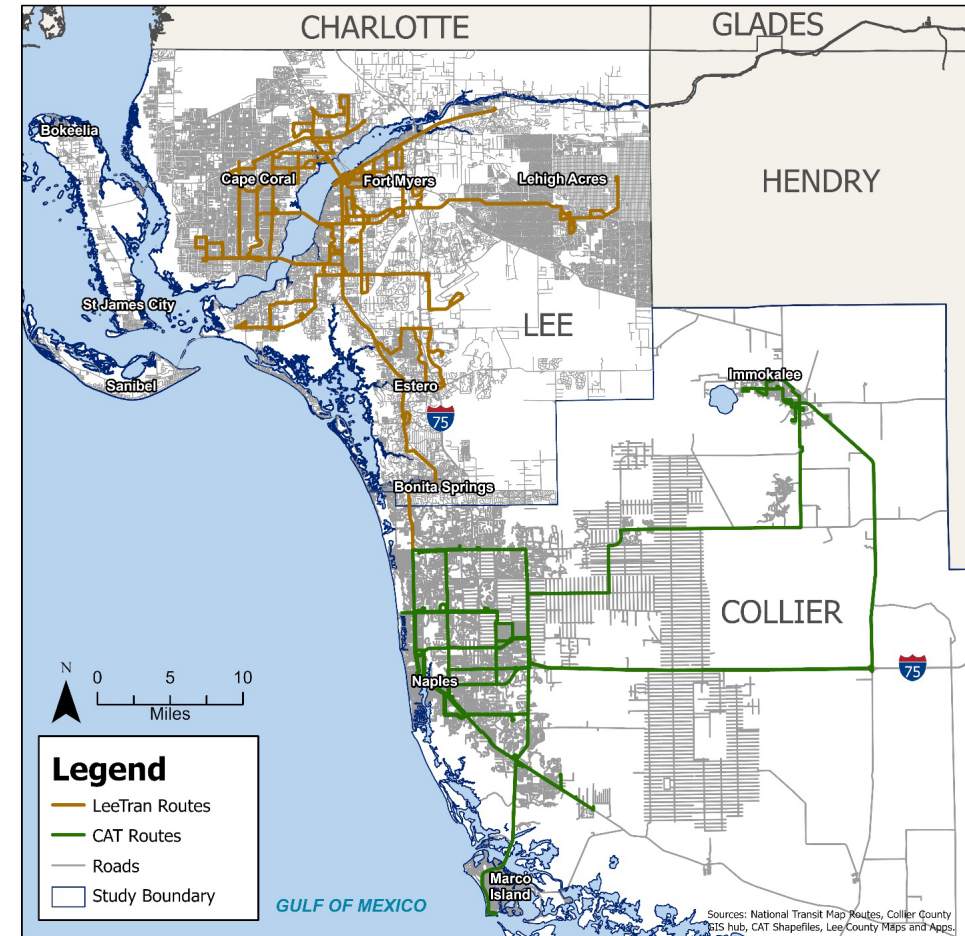 CHARLOTTE
GLADES
Bokeelia
Cape Coral
Fort Myers
Lehigh Acres
HENDRY
St James City
LEE
Sanibel
Immokalee
Estero
75
Bonita Springs
COLLIER
N
0 5 10
Miles
Naples
75
Legend
LeeTran Routes
CAT Routes
Roads
Study Boundary
Marco
Island
GULF OF MEXICO
Sources: National Transit Map Routes, Collier County
GIS hub, CAT Shapefiles, Lee County Maps and Apps.